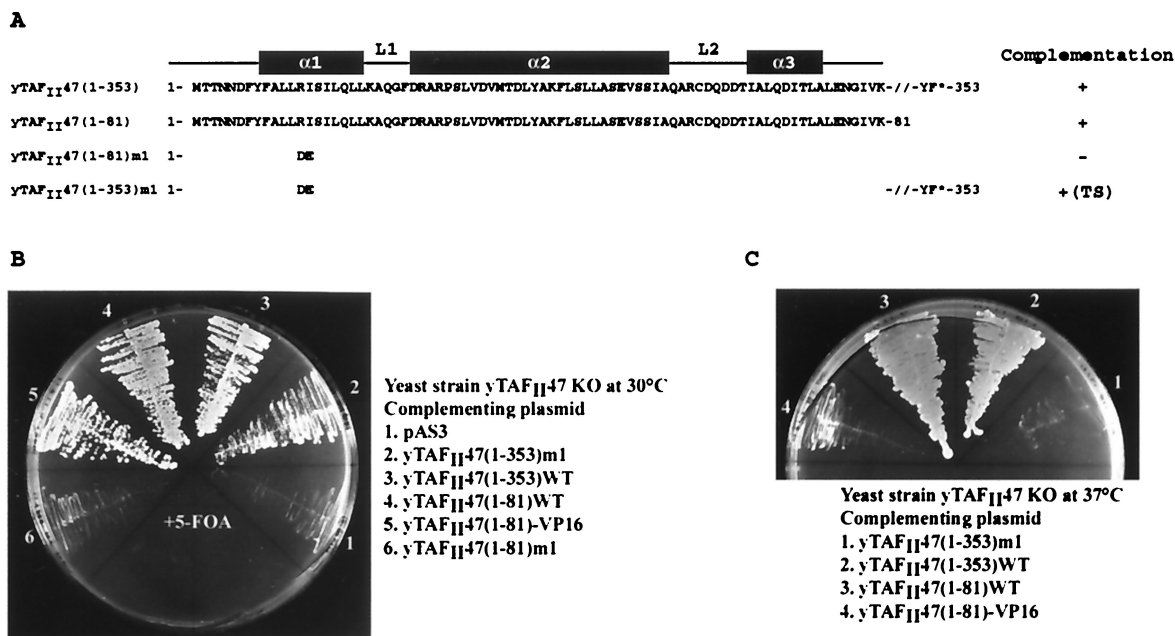 A
L1 L2
α1 α2 α3 Complementation
yTAFII47(1-353) 1- MTTNNDFYFALLRISILQLLKAQGFDRARPSLVDVMTDLYAKFLSLLASEVSSIAQARCDQDDTIALQDITLALENGIVK-//-YF*-353 +
yTAFII47(1-81) 1- MTTNNDFYFALLRISILQLLKAQGFDRARPSLVDVMTDLYAKFLSLLASEVSSIAQARCDQDDTIALQDITLALENGIVK-81 +
yTAFII47(1-81)m1 1- DE -
yTAFII47(1-353)m1 1- DE -//-YF*-353 +(TS)
B
4 3
5 2
6 1
+5-FOA
Yeast strain yTAFII47 KO at 30°C
Complementing plasmid
1. pAS3
2. yTAFII47(1-353)m1
3. yTAFII47(1-353)WT
4. yTAFII47(1-81)WT
5. yTAFII47(1-81)-VP16
6. yTAFII47(1-81)m1
C
3 2
4 1
Yeast strain yTAFII47 KO at 37°C
Complementing plasmid
1. yTAFII47(1-353)m1
2. yTAFII47(1-353)WT
3. yTAFII47(1-81)WT
4. yTAFII47(1-81)-VP16